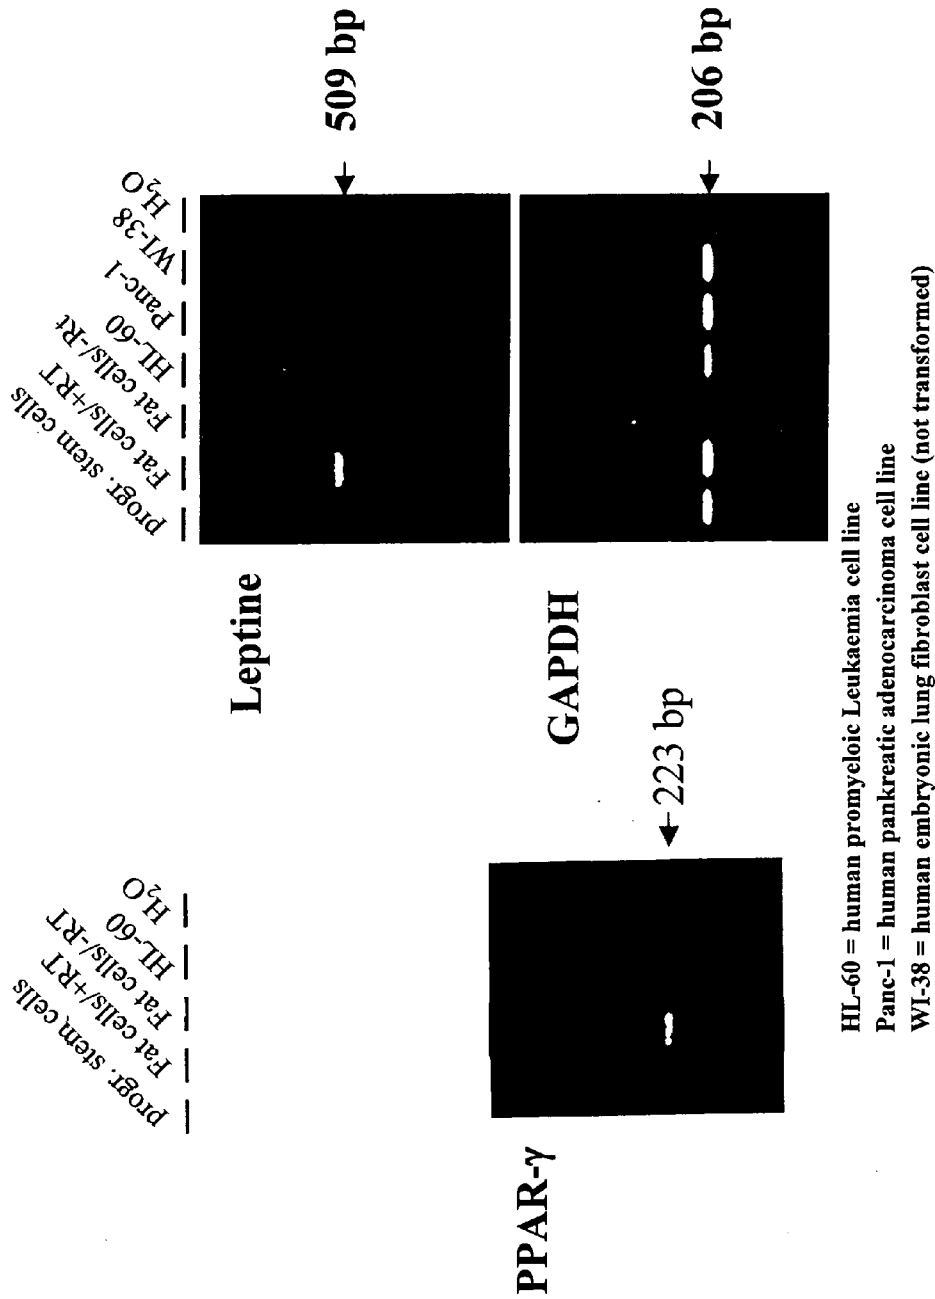 progr. stem cells
Fat cells/+RT
Fat cells/-RT
HL-60
H₂O
PPAR-γ
223 bp
progr. stem cells
Fat cells/+RT
Fat cells/-Rt
HL-60
Panc-1
WI-38
H₂O
Leptine
509 bp
GAPDH
206 bp
HL-60 = human promyeloic Leukaemia cell line
Panc-1 = human pankreatic adenocarcinoma cell line
WI-38 = human embryonic lung fibroblast cell line (not transformed)